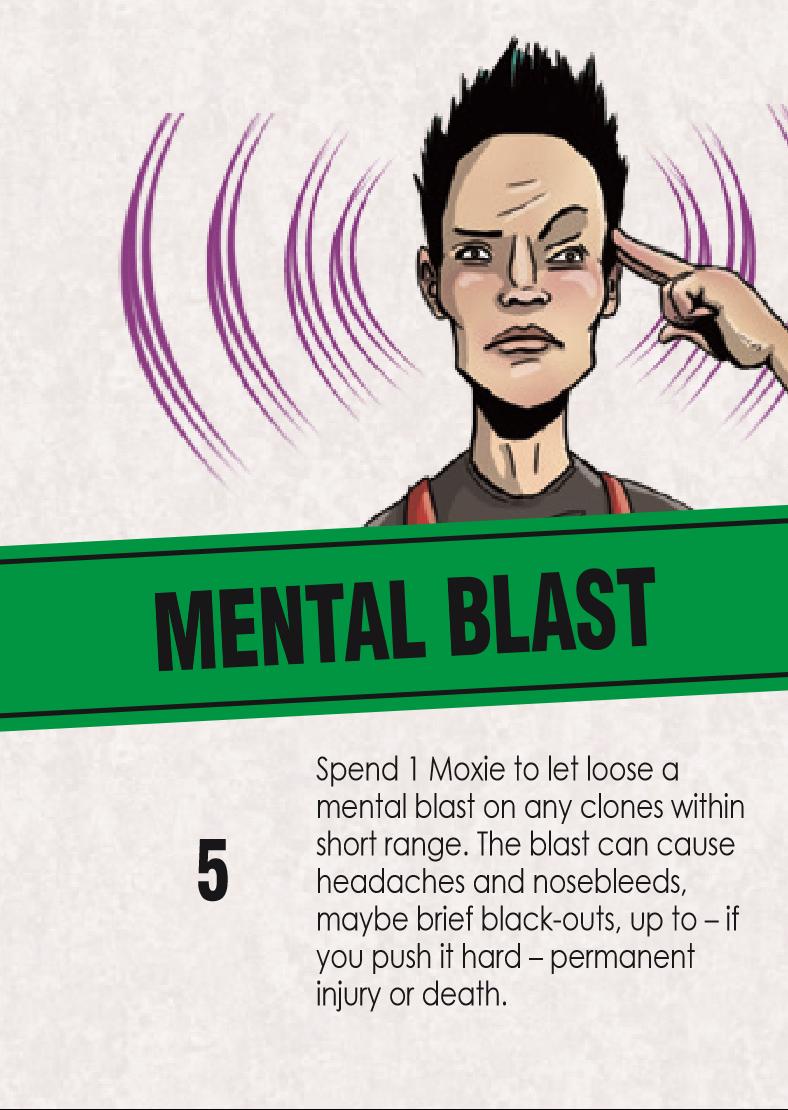 MENTAL BLAST
5
Spend 1 Moxie to let loose a
mental blast on any clones within
short range. The blast can cause
headaches and nosebleeds,
maybe brief black-outs, up to – if
you push it hard – permanent
injury or death.